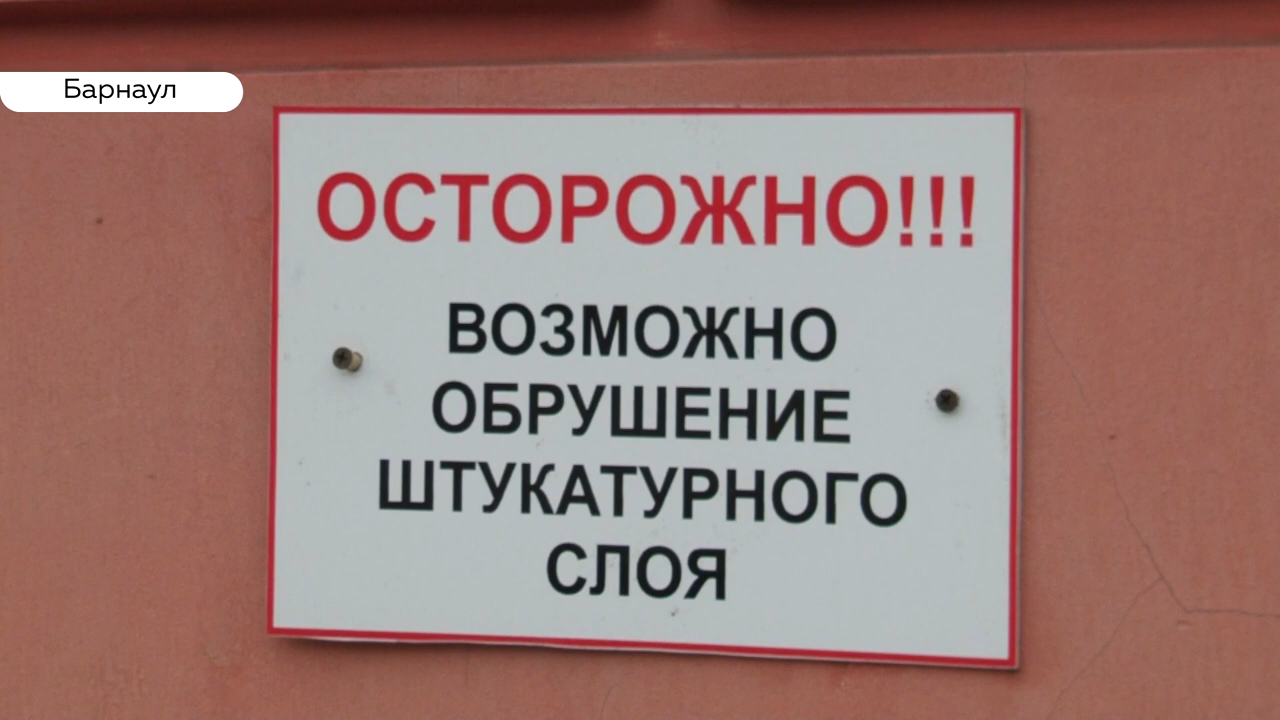 Барнаул
ОСТОРОЖНО!!!
ВОЗМОЖНО
ОБРУШЕНИЕ
ШТУКАТУРНОГО
СЛОЯ